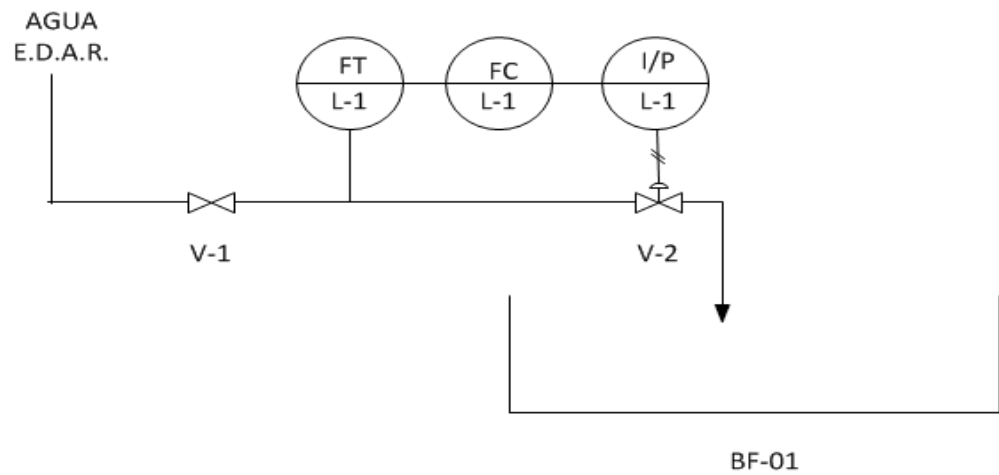 AGUA
E.D.A.R.
FT
L-1
FC
L-1
I/P
L-1
V-1
V-2
BF-01